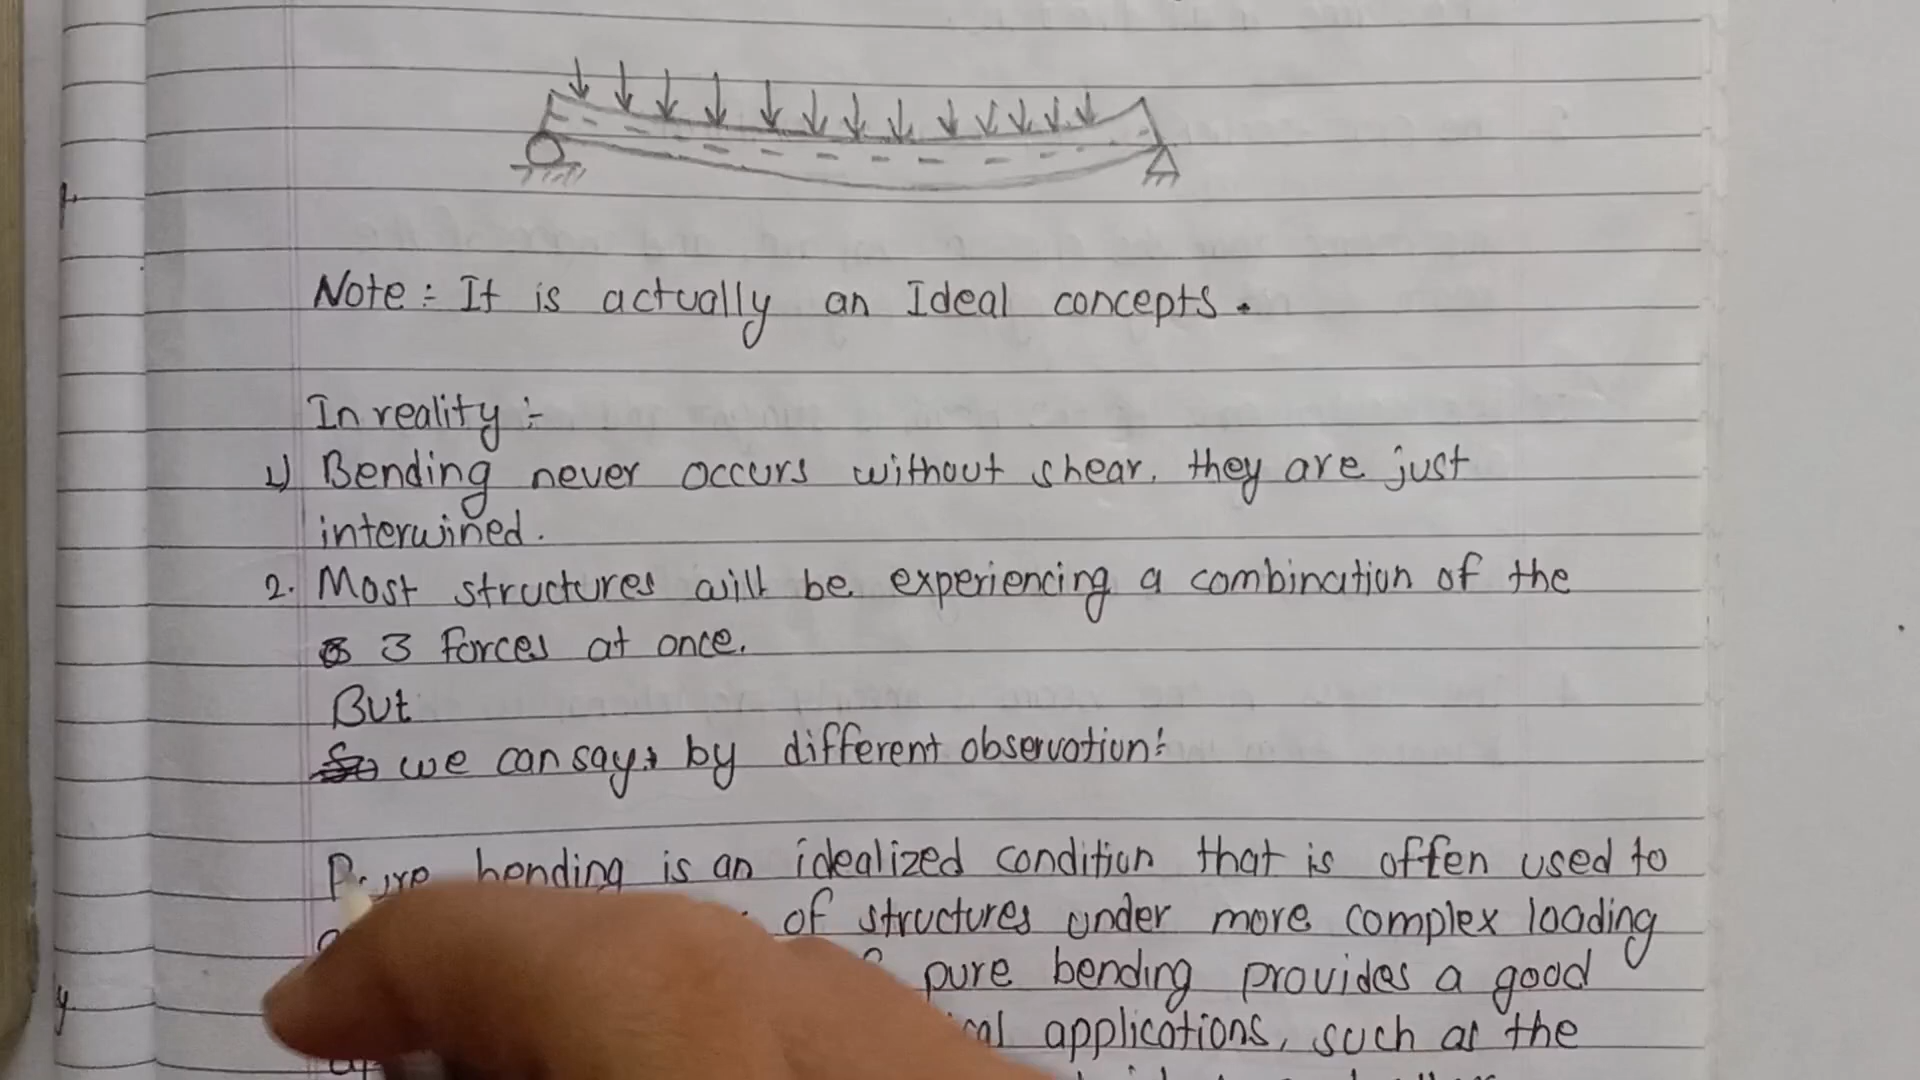 Note :- It is actually an Ideal concepts.
In reality :-
1) Bending never occurs without shear, they are just
interwined.
2. Most structures will be experiencing a combination of the
3 forces at once.
But
we can say, by different observation :
Pure bending is an idealized condition that is offen used to
of structures under more complex loading
pure bending provides a good
applications, such as the